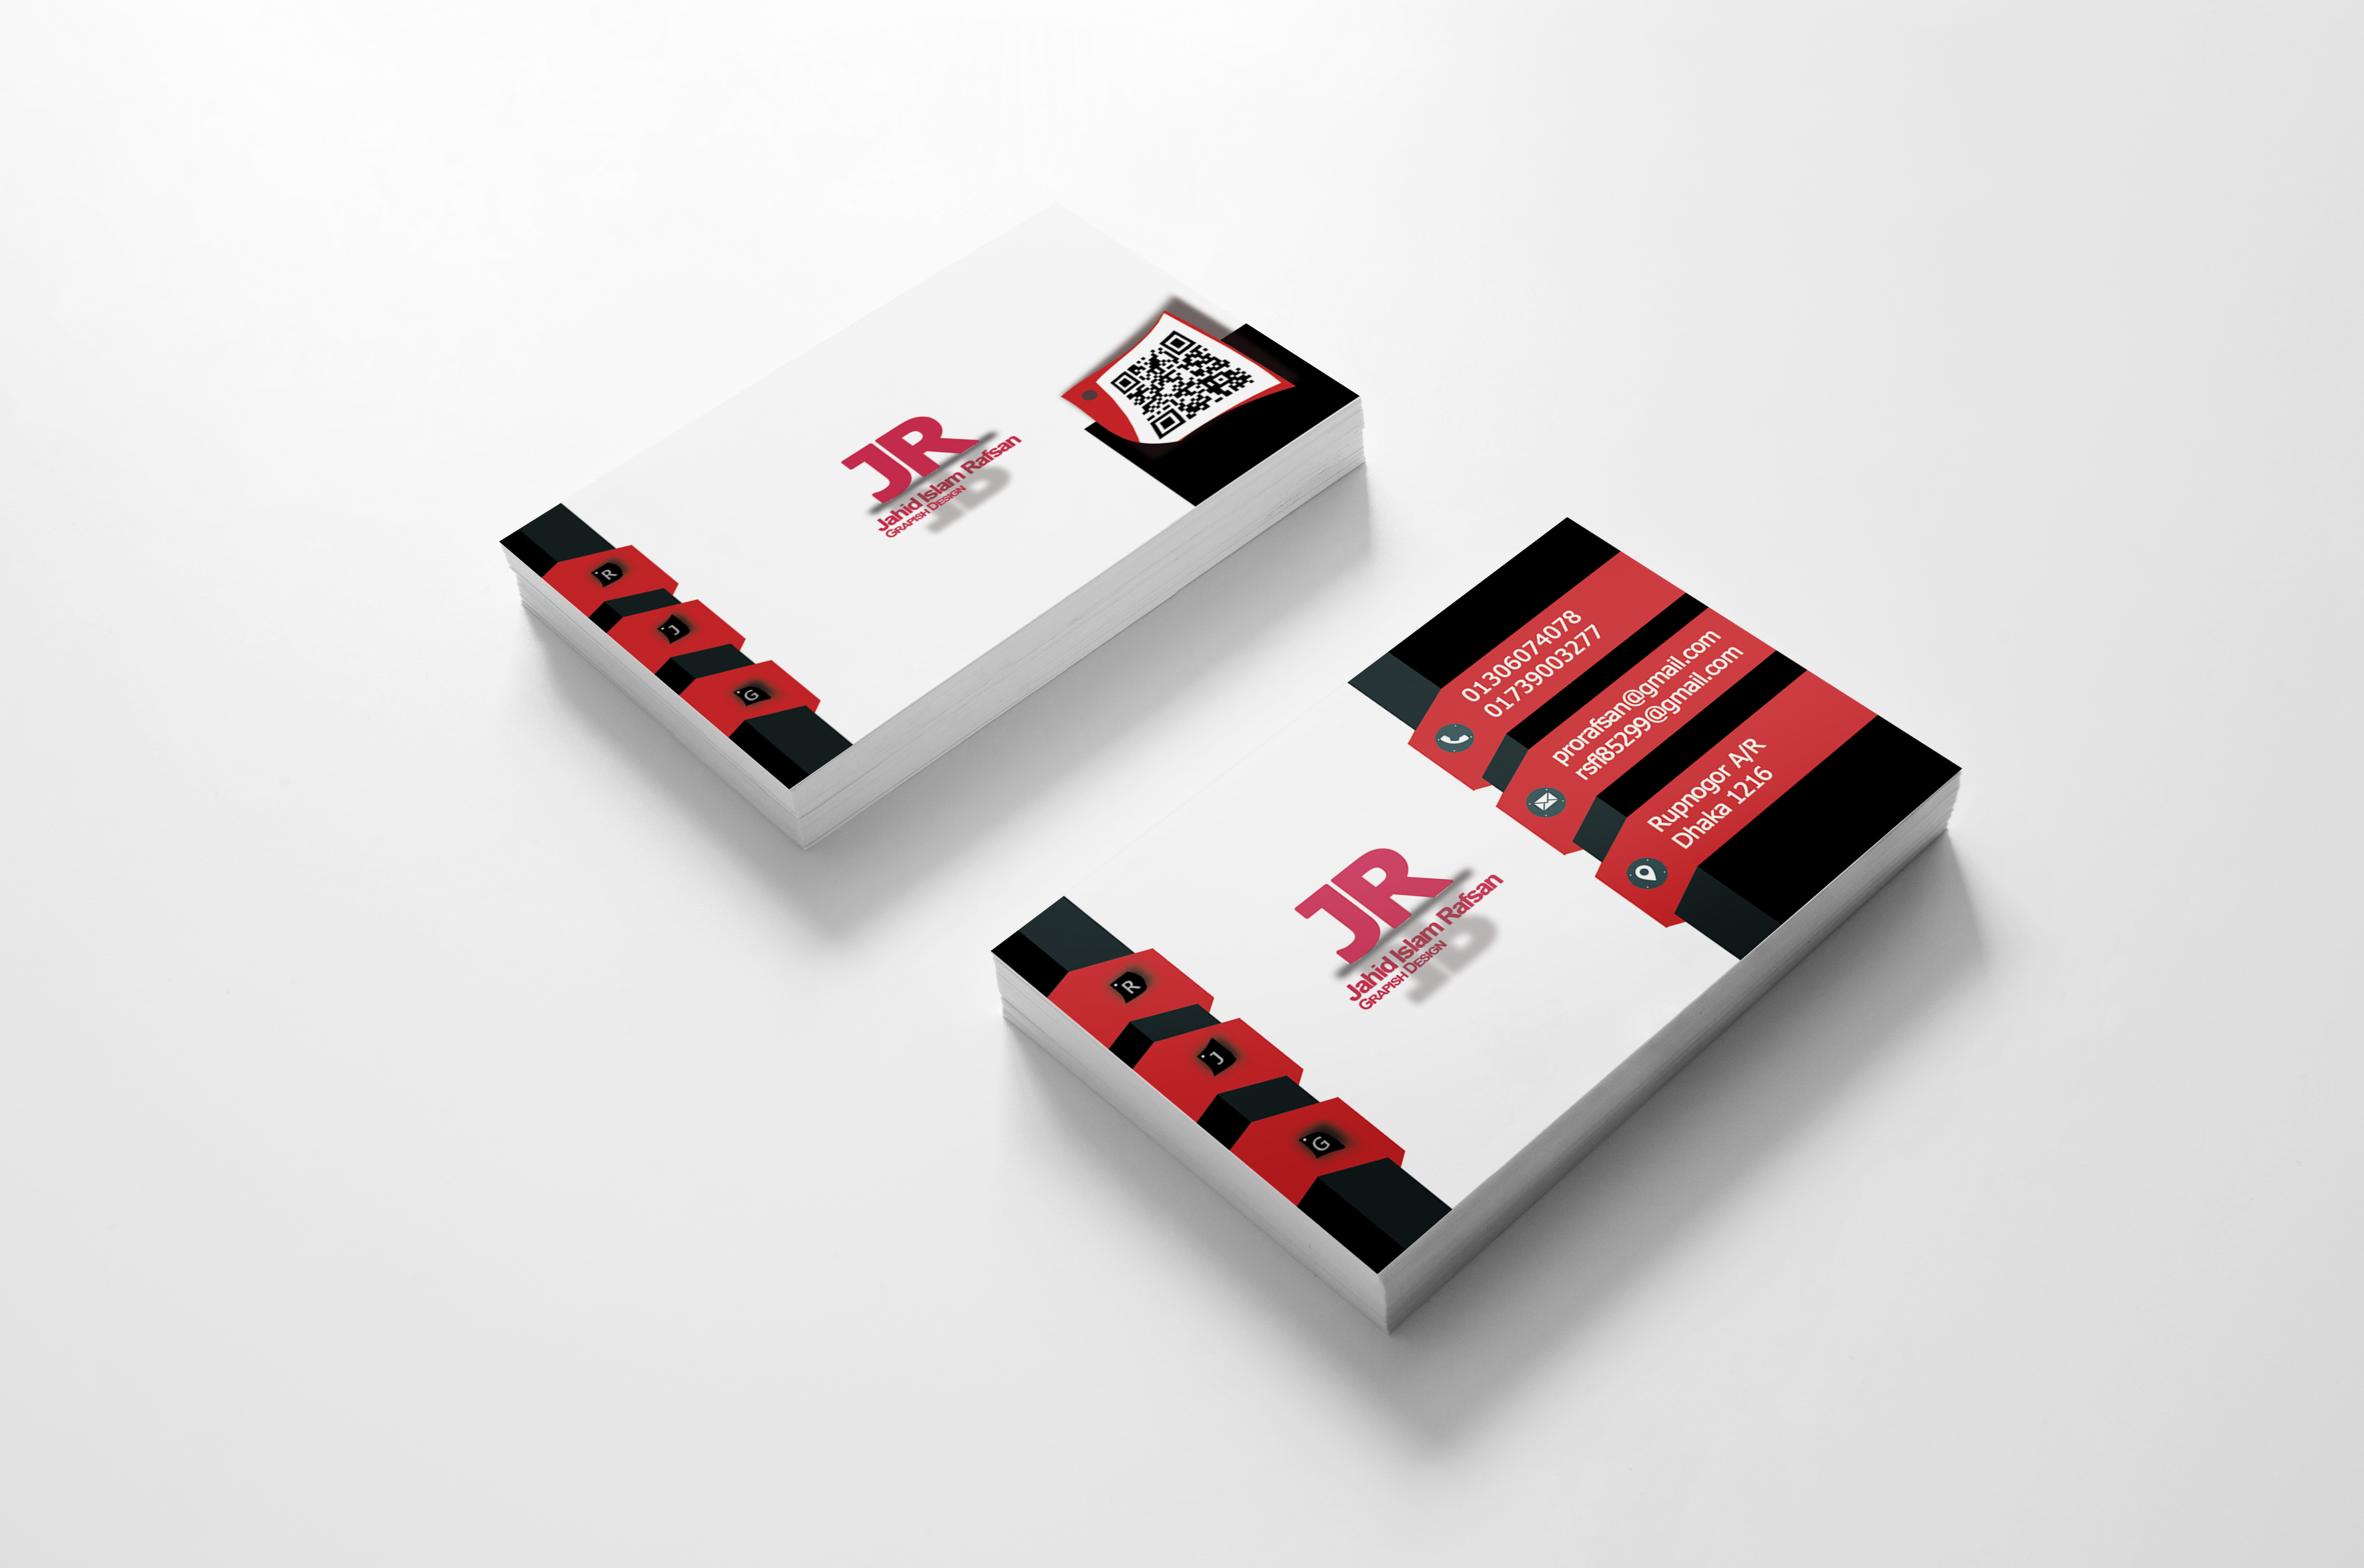 JR
Jahid Islam Rafsan
Grapish Design
R
J
G
01306074078
01739003277
prorafsan@gmail.com
rsfl85299@gmail.com
Rupnogor A/R
Dhaka 1216
JR
Jahid Islam Rafsan
Grapish Design
R
J
G